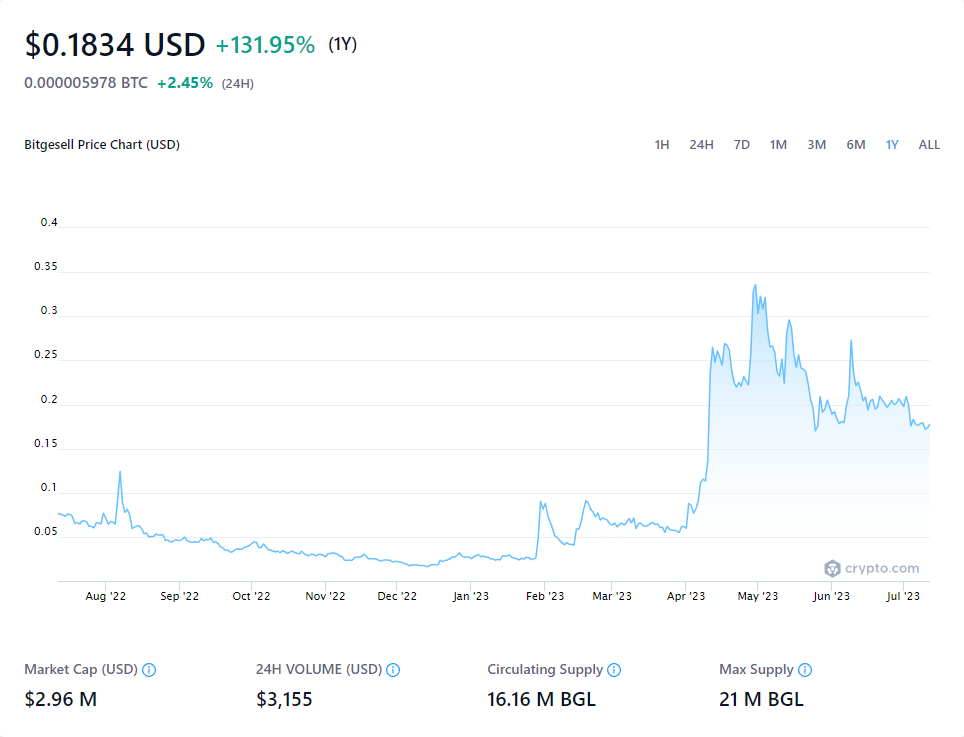 $0.1834 USD +131.95% (1Y)
0.000005978 BTC +2.45% (24H)
Bitgesell Price Chart (USD) 1H 24H 7D 1M 3M 6M 1Y ALL
0.4
0.35
0.3
0.25
0.2
0.15
0.1
0.05
crypto.com
Aug '22 Sep '22 Oct '22 Nov '22 Dec '22 Jan '23 Feb '23 Mar '23 Apr '23 May '23 Jun '23 Jul '23
Market Cap (USD) 24H VOLUME (USD) Circulating Supply Max Supply
$2.96 M $3,155 16.16 M BGL 21 M BGL